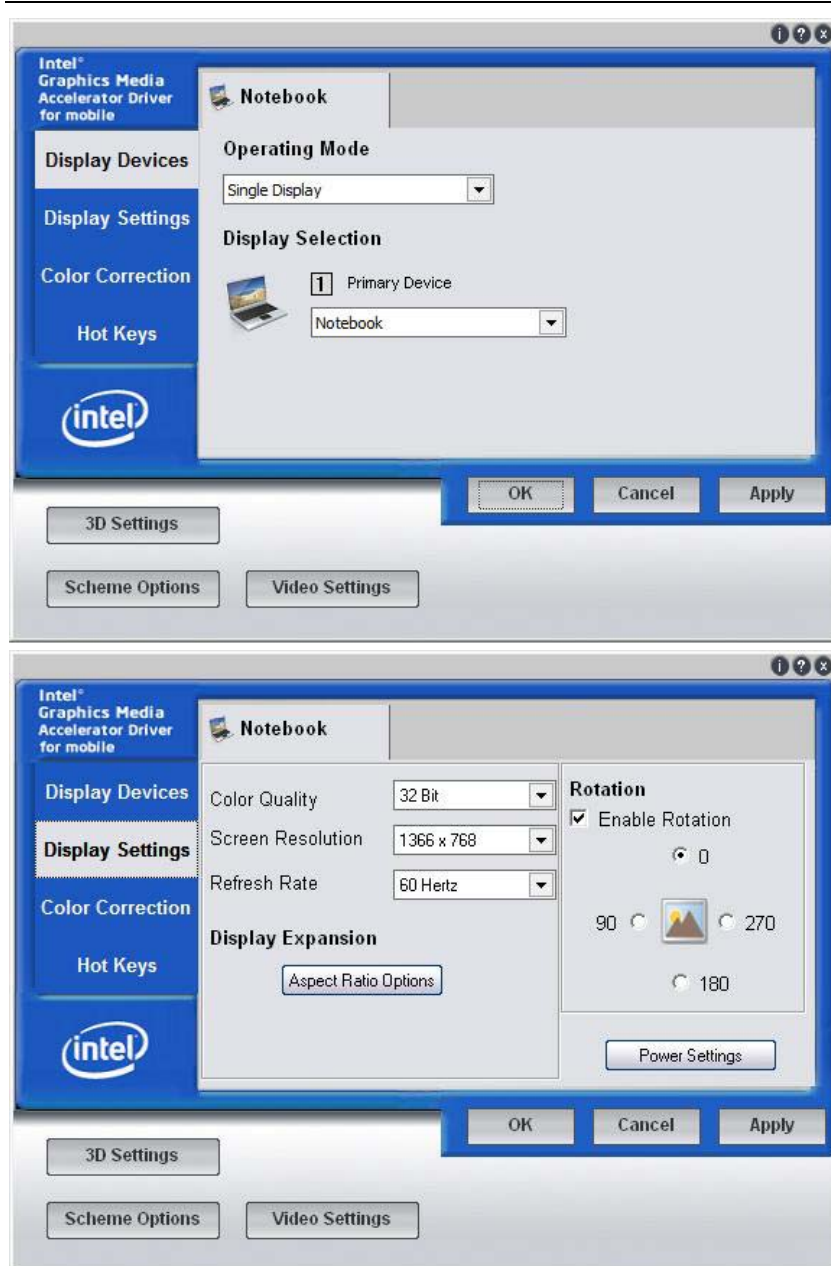 Intel®
Graphics Media
Accelerator Driver
for mobile
Notebook
Display Devices
Display Settings
Color Correction
Hot Keys
intel
Operating Mode
Single Display
Display Selection
1 Primary Device
Notebook
OK Cancel Apply
3D Settings
Scheme Options Video Settings
Intel®
Graphics Media
Accelerator Driver
for mobile
Notebook
Display Devices
Display Settings
Color Correction
Hot Keys
intel
Color Quality 32 Bit
Screen Resolution 1366 x 768
Refresh Rate 60 Hertz
Display Expansion
Aspect Ratio Options
Rotation
Enable Rotation
0
90 270
180
Power Settings
OK Cancel Apply
3D Settings
Scheme Options Video Settings